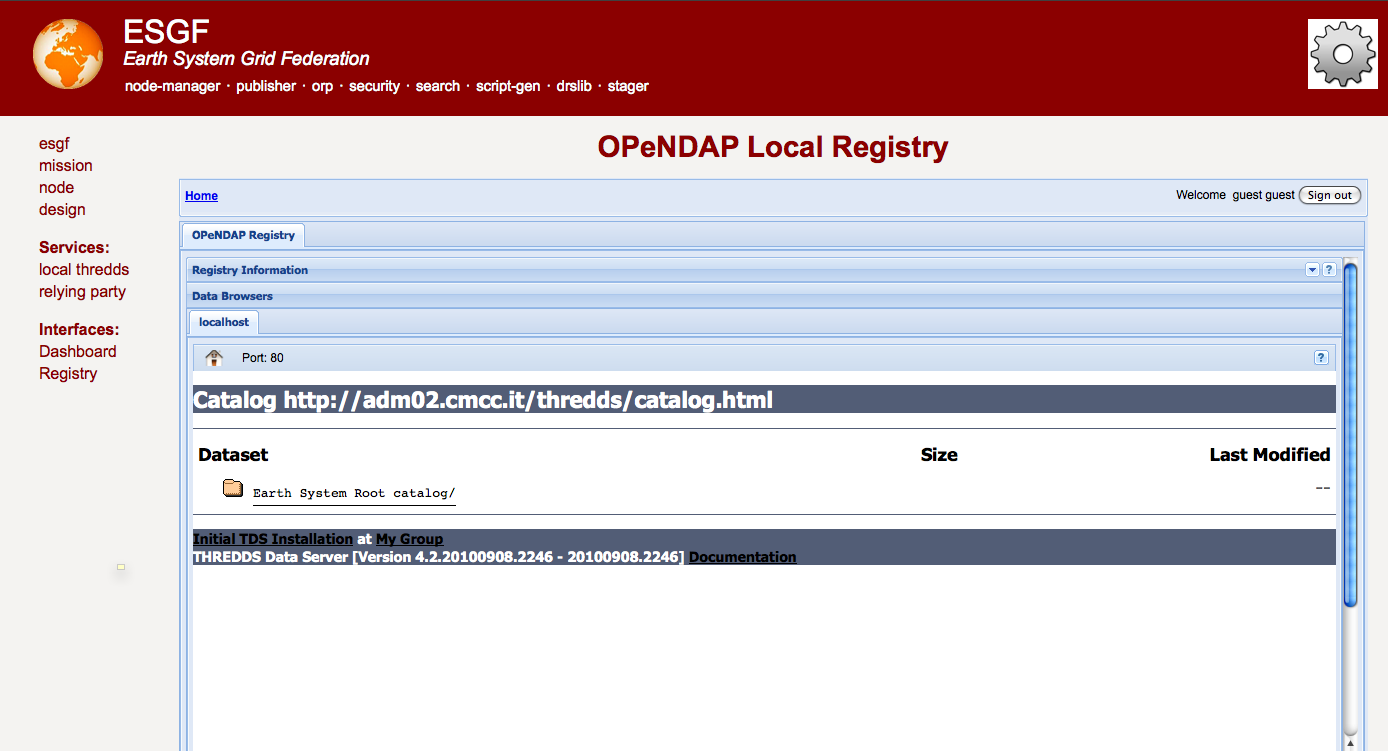 ESGF
Earth System Grid Federation
node-manager · publisher · orp · security · search · script-gen · drslib · stager
esgf
mission
node
design
Services:
local thredds
relying party
Interfaces:
Dashboard
Registry
OPeNDAP Local Registry
Home Welcome guest guest Sign out
OPeNDAP Registry
Registry Information ?
Data Browsers
localhost
Port: 80 ?
Catalog http://adm02.cmcc.it/thredds/catalog.html
Dataset Size Last Modified
Earth System Root catalog/ --
Initial TDS Installation at My Group
THREDDS Data Server [Version 4.2.20100908.2246 - 20100908.2246] Documentation